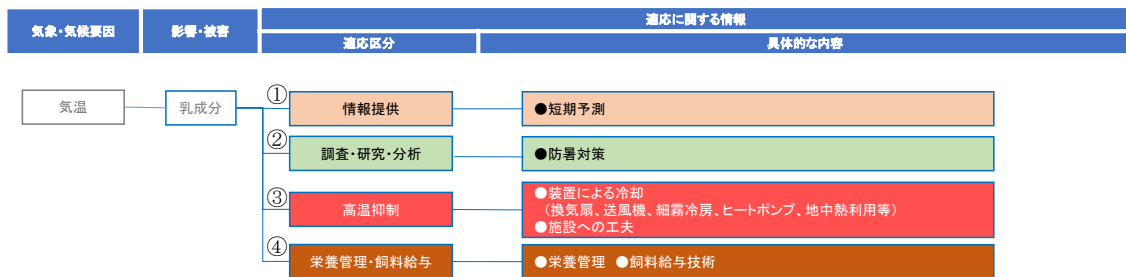 気象・気候要因
影響・被害
適応に関する情報
適応区分
具体的な内容
気温
乳成分
①
情報提供
●短期予測
②
調査・研究・分析
●防暑対策
③
高温抑制
●装置による冷却
（換気扇、送風機、細霧冷房、ヒートポンプ、地中熱利用等）
●施設への工夫
④
栄養管理・飼料給与
●栄養管理 ●飼料給与技術